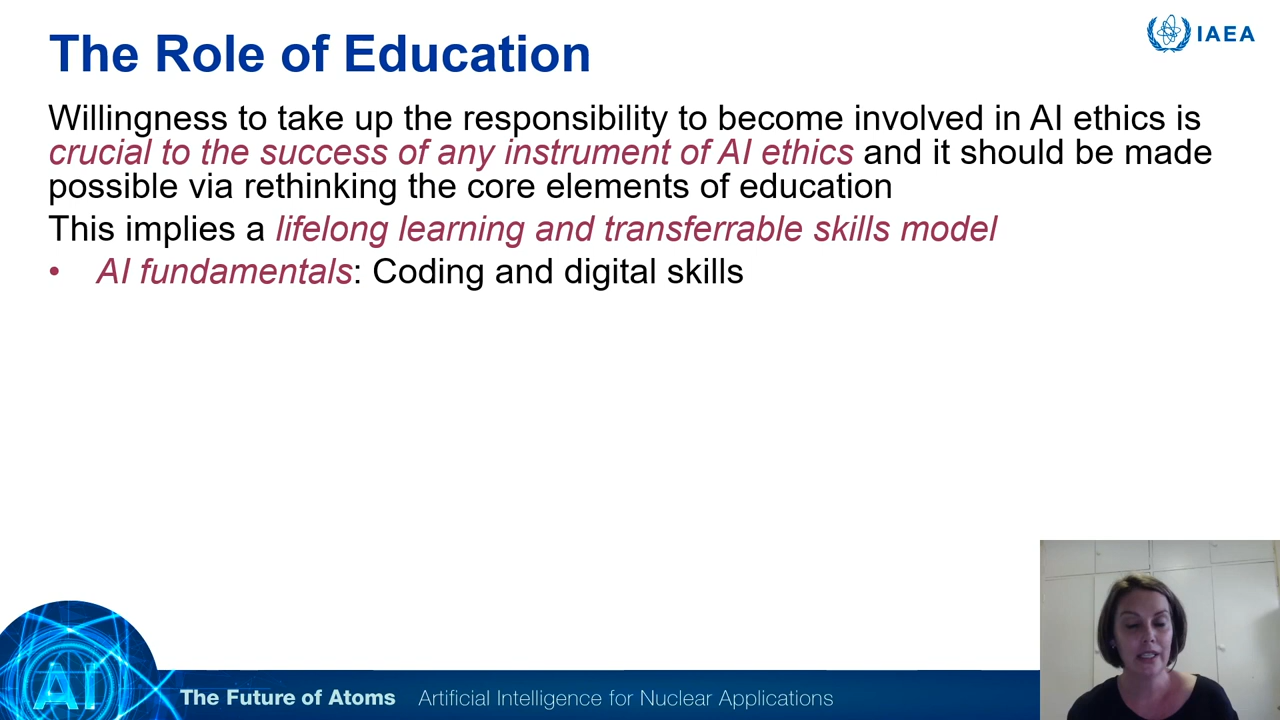 The Role of Education
IAEA
Willingness to take up the responsibility to become involved in AI ethics is
crucial to the success of any instrument of AI ethics and it should be made
possible via rethinking the core elements of education
This implies a lifelong learning and transferrable skills model
• AI fundamentals: Coding and digital skills
AI
The Future of Atoms Artificial Intelligence for Nuclear Applications